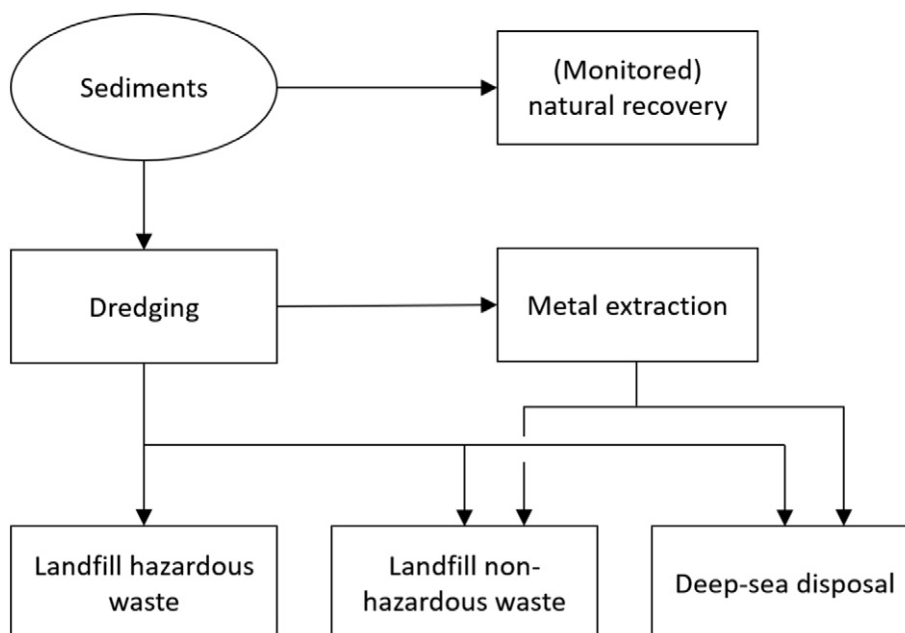 Sediments
(Monitored)
natural recovery
Dredging
Metal extraction
Landfill hazardous
waste
Landfill non-
hazardous waste
Deep-sea disposal